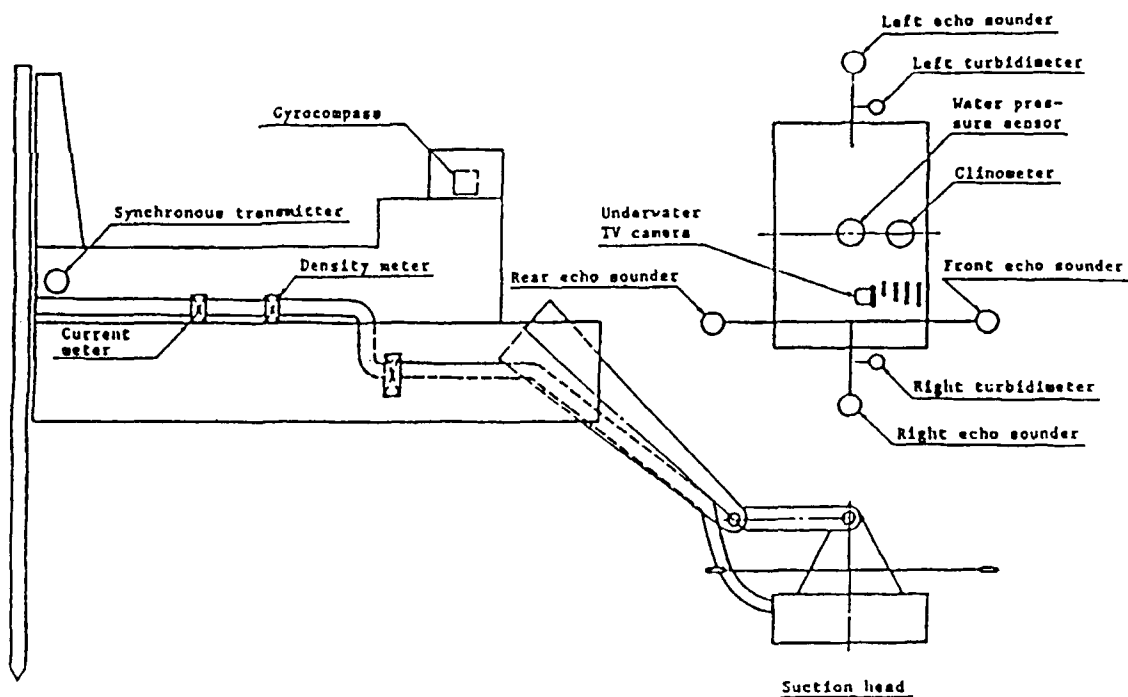 Left echo sounder
Left turbidimeter
Water pres-
sure sensor
Gyrocompass
Clinometer
Synchronous transmitter
Underwater
TV camera
Density meter
Rear echo sounder
Front echo sounder
Current
meter
Right turbidimeter
Right echo sounder
Suction head